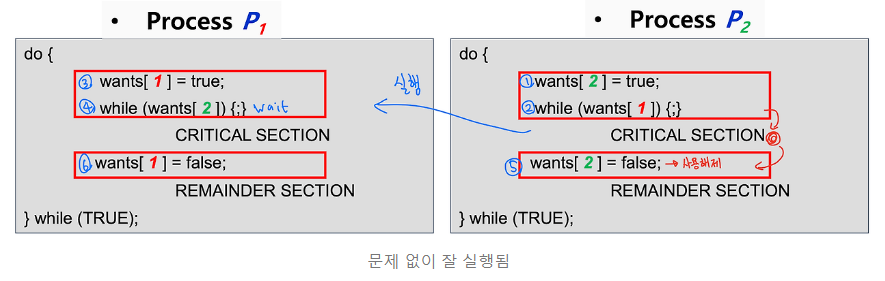 • Process P1
do {
③ wants[ 1 ] = true;
④ while (wants[ 2 ]) {;} wait
CRITICAL SECTION
⑥ wants[ 1 ] = false;
REMAINDER SECTION
} while (TRUE);
실행
• Process P2
do {
① wants[ 2 ] = true;
② while (wants[ 1 ]) {;}
CRITICAL SECTION
⑤ wants[ 2 ] = false; → 사용해제
REMAINDER SECTION
} while (TRUE);
문제 없이 잘 실행됨